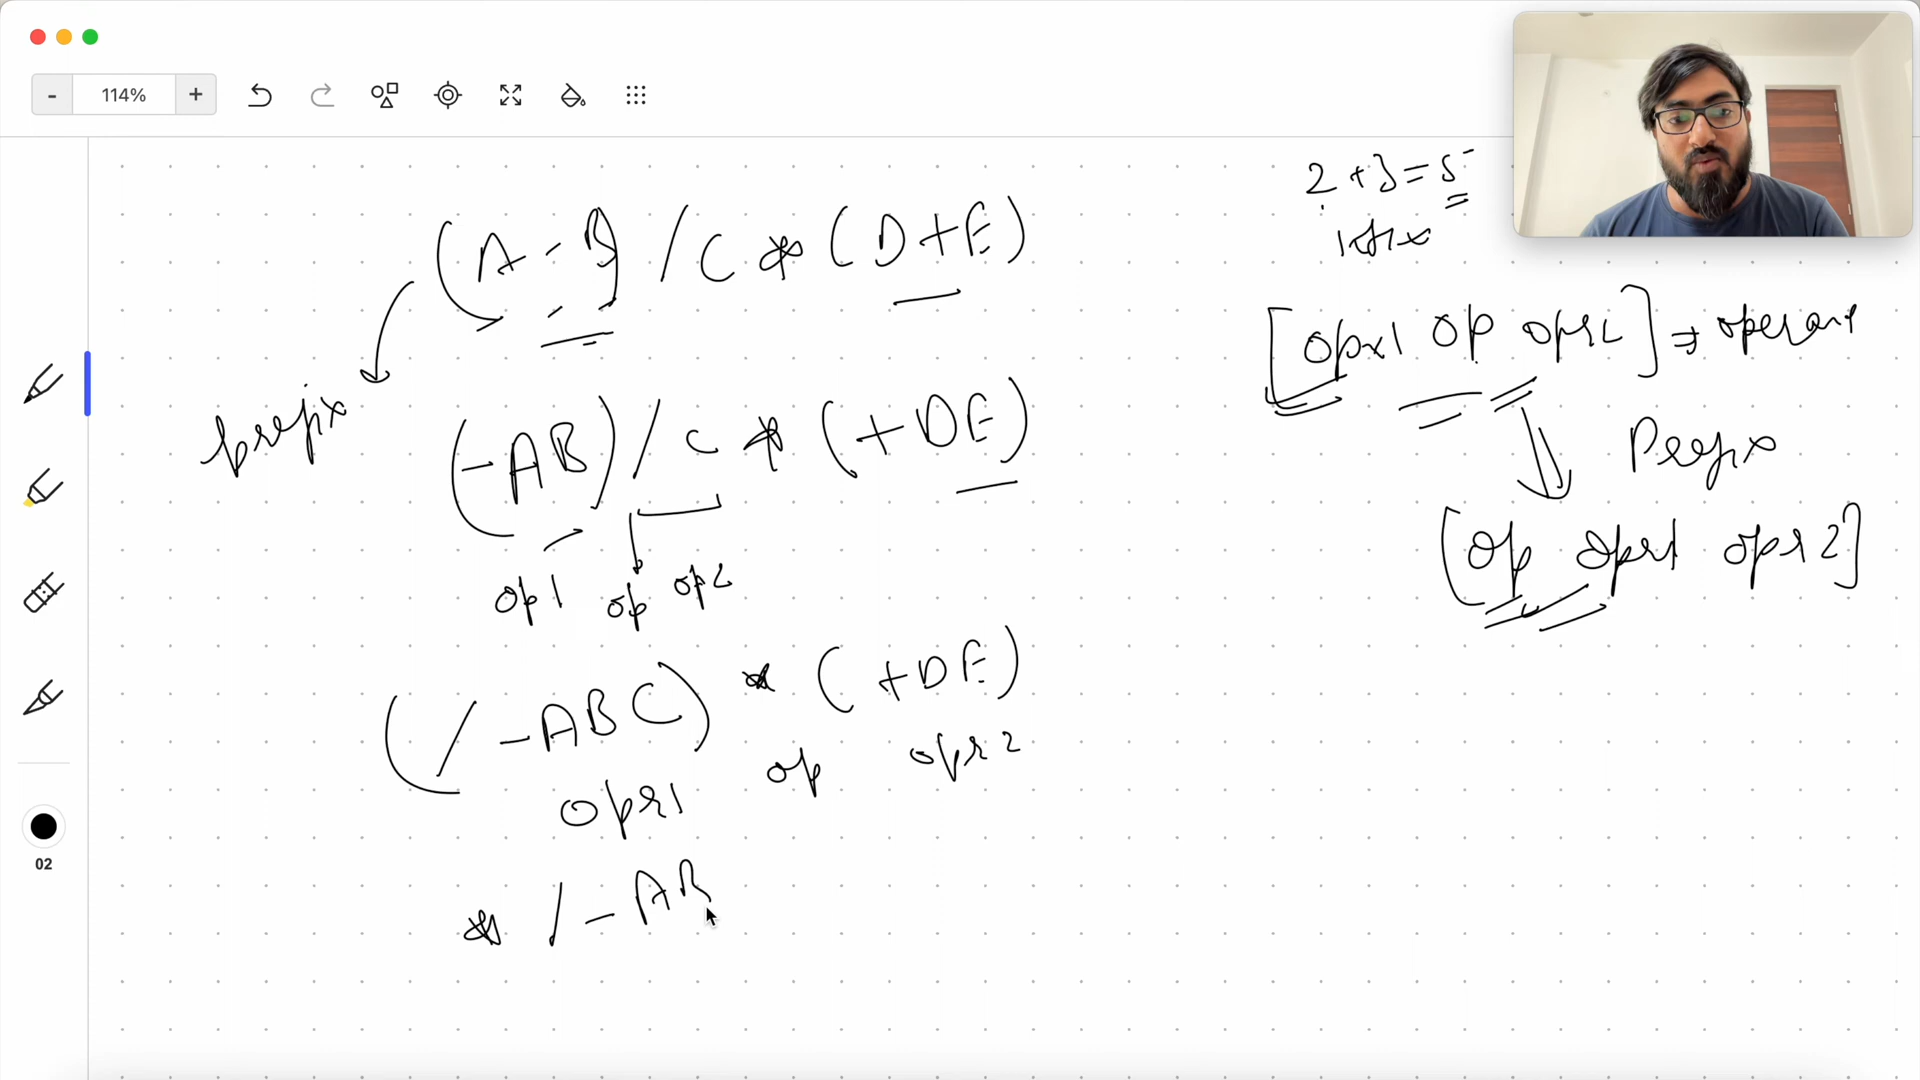 - 114% +
2 + 3 = 5
infix
(A - B) / C * (D+E)
[opr1 op opr2] ⇒ operand
prefix
(-AB) / C * (+DE)
Prefix
[op opr1 opr2]
op1 op op2
(/ -ABC) * (+DE)
opr1 op opr2
* / - AB
02